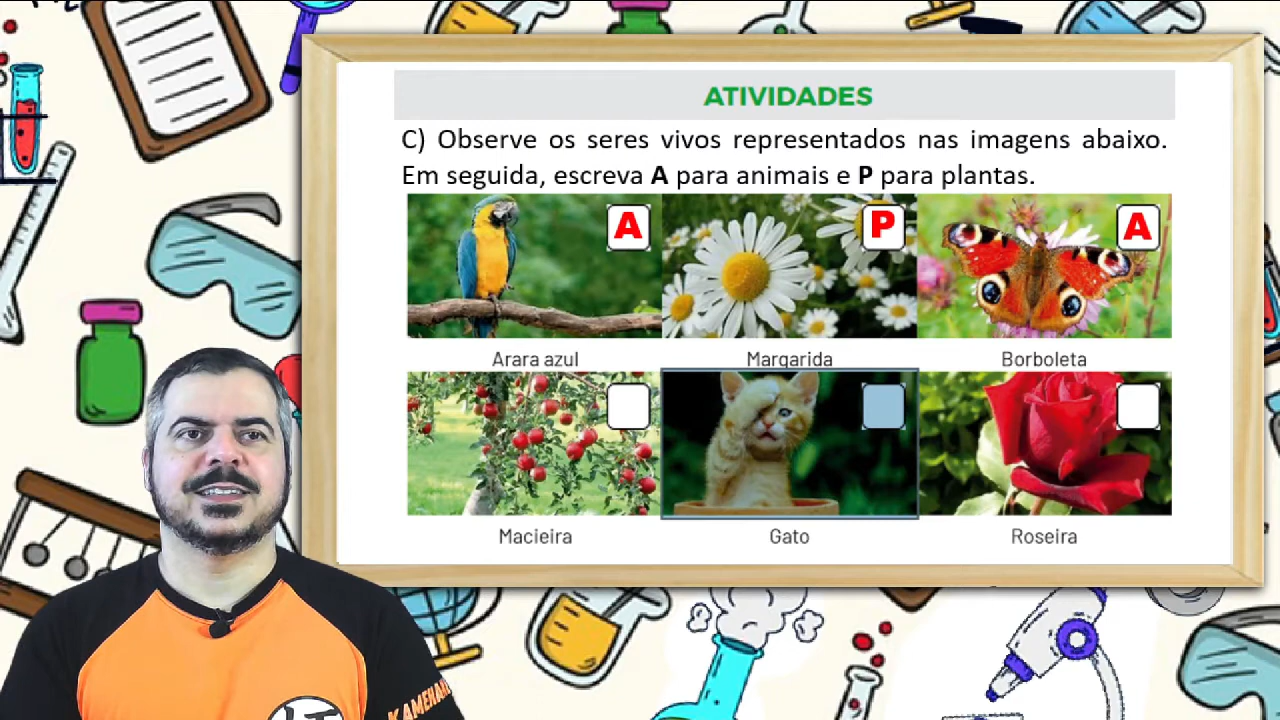 ATIVIDADES
C) Observe os seres vivos representados nas imagens abaixo.
Em seguida, escreva A para animais e P para plantas.
A P A
Arara azul Margarida Borboleta
Macieira Gato Roseira